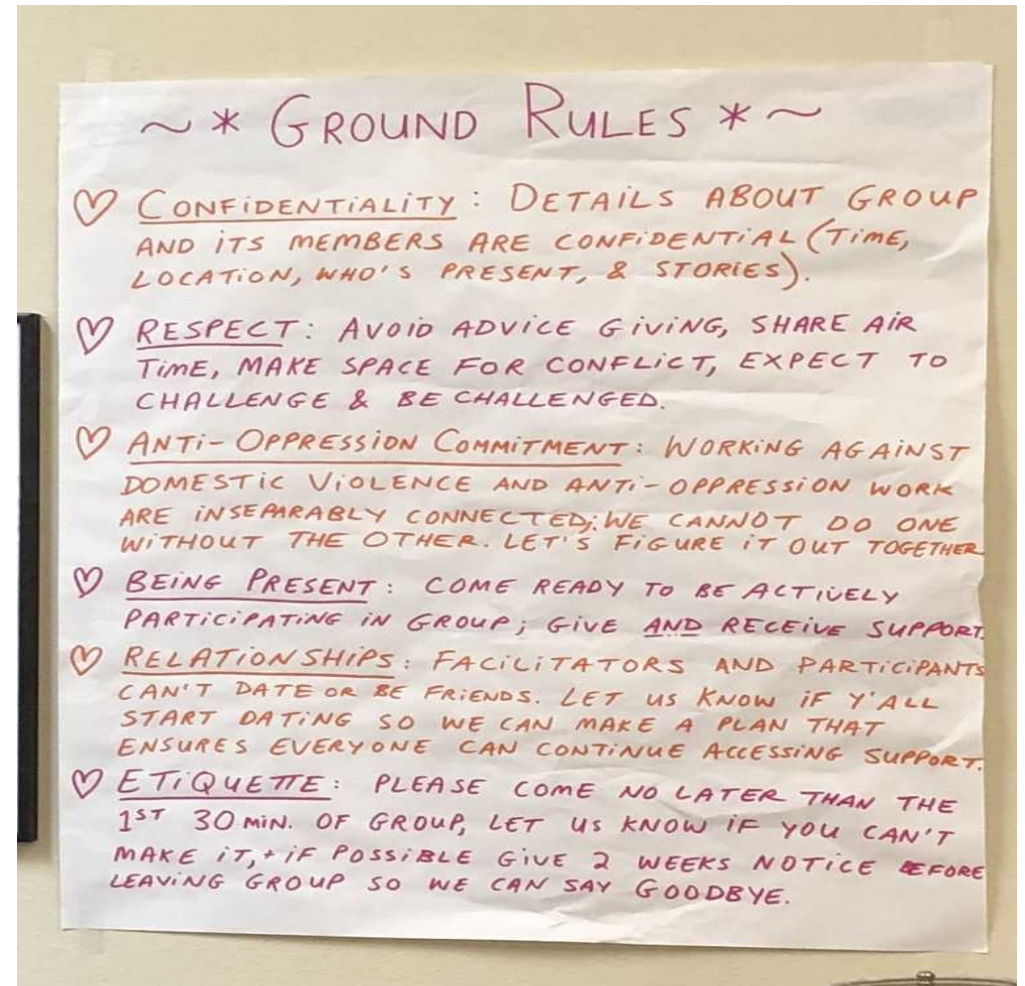 ~ * GROUND RULES * ~
♡ CONFIDENTIALITY: DETAILS ABOUT GROUP
AND ITS MEMBERS ARE CONFIDENTIAL (TIME,
LOCATION, WHO'S PRESENT, & STORIES).
♡ RESPECT: AVOID ADVICE GIVING, SHARE AIR
TIME, MAKE SPACE FOR CONFLICT, EXPECT TO
CHALLENGE & BE CHALLENGED.
♡ ANTI-OPPRESSION COMMITMENT: WORKING AGAINST
DOMESTIC VIOLENCE AND ANTI-OPPRESSION WORK
ARE INSEPARABLY CONNECTED; WE CANNOT DO ONE
WITHOUT THE OTHER. LET'S FIGURE IT OUT TOGETHER
♡ BEING PRESENT: COME READY TO BE ACTIVELY
PARTICIPATING IN GROUP; GIVE AND RECEIVE SUPPORT.
♡ RELATIONSHIPS: FACILITATORS AND PARTICIPANTS
CAN'T DATE OR BE FRIENDS. LET US KNOW IF Y'ALL
START DATING SO WE CAN MAKE A PLAN THAT
ENSURES EVERYONE CAN CONTINUE ACCESSING SUPPORT.
♡ ETIQUETTE: PLEASE COME NO LATER THAN THE
1ST 30 MIN. OF GROUP, LET US KNOW IF YOU CAN'T
MAKE IT, + IF POSSIBLE GIVE 2 WEEKS NOTICE BEFORE
LEAVING GROUP SO WE CAN SAY GOODBYE.